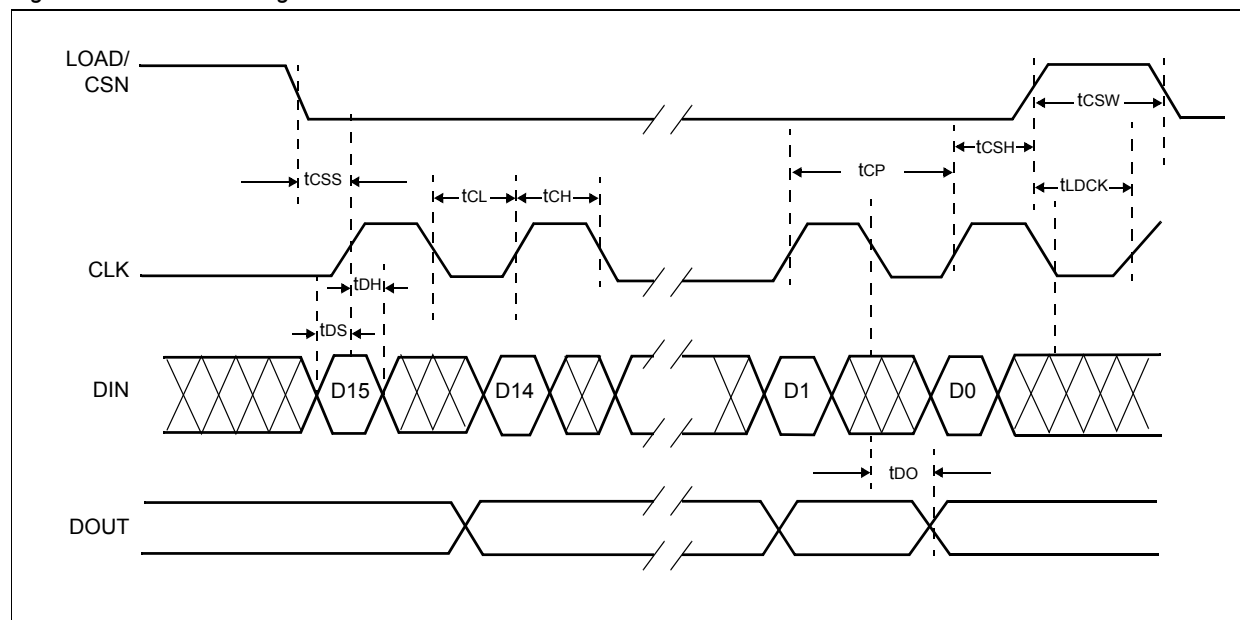 LOAD/
CSN
tCSW
tCSH
tCP
tLDCK
tCSS
tCL
tCH
CLK
tDH
tDS
DIN
D15
D14
D1
D0
tDO
DOUT